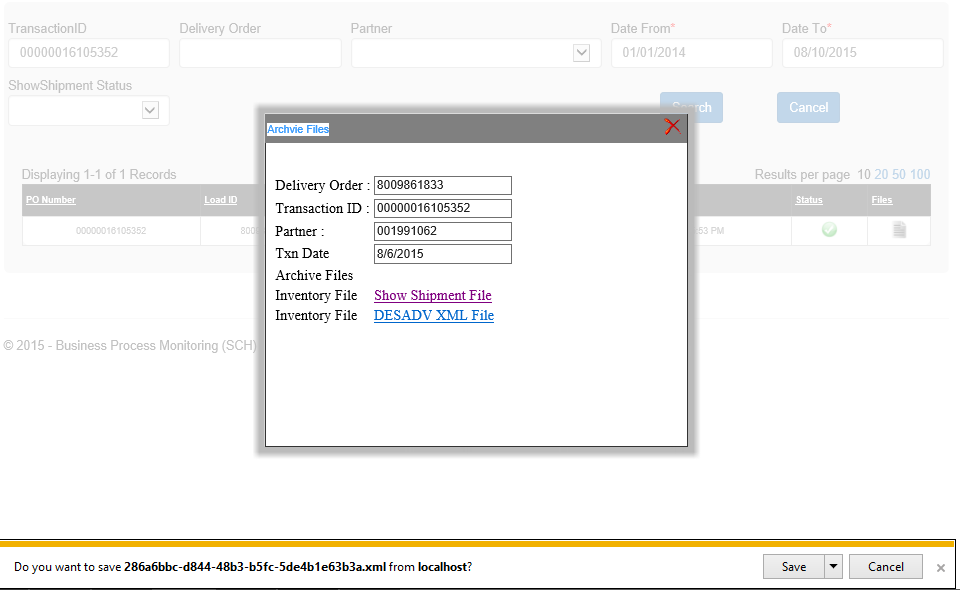 TransactionID Delivery Order Partner Date From* Date To*
00000016105352 01/01/2014 08/10/2015
ShowShipment Status
Cancel
Archvie Files
Displaying 1-1 of 1 Records Results per page 10 20 50 100
PO Number Load ID Status Files
00000016105352 800 :53 PM
Delivery Order : 8009861833
Transaction ID : 00000016105352
Partner : 001991062
Txn Date 8/6/2015
Archive Files
Inventory File Show Shipment File
Inventory File DESADV XML File
© 2015 - Business Process Monitoring (SCH)
Do you want to save 286a6bbc-d844-48b3-b5fc-5de4b1e63b3a.xml from localhost? Save Cancel